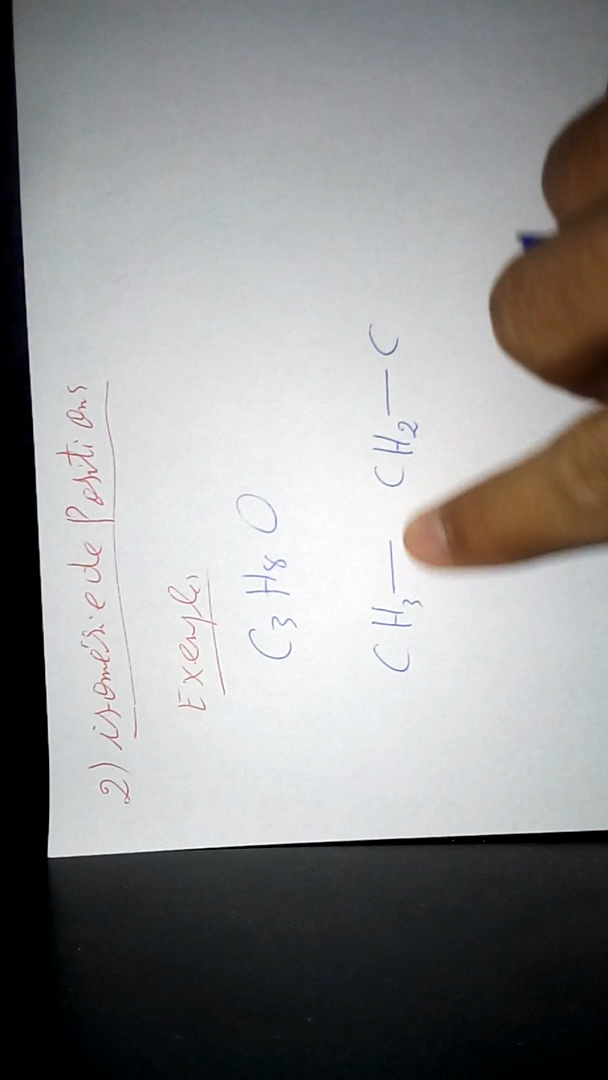 2) isomérie de Positions
Exemple
C3H8O
CH3— CH2—C